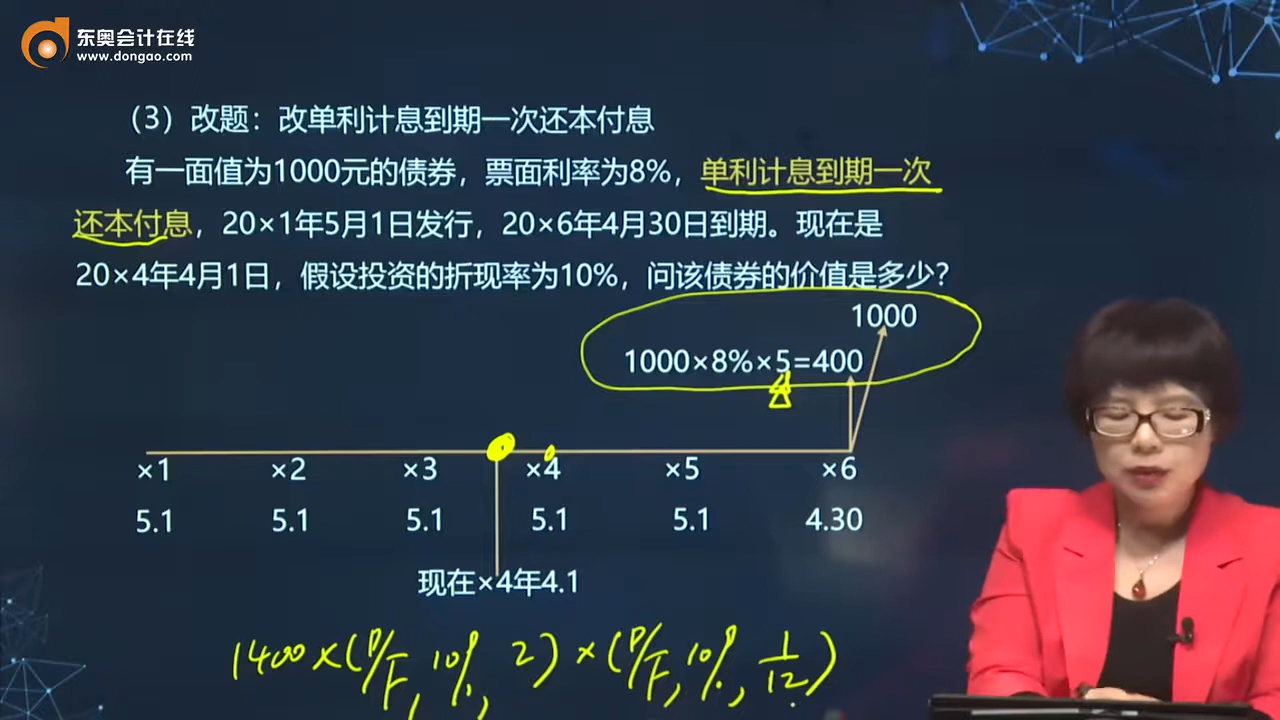 东奥会计在线
www.dongao.com
（3）改题：改单利计息到期一次还本付息
有一面值为1000元的债券，票面利率为8%，单利计息到期一次
还本付息，20×1年5月1日发行，20×6年4月30日到期。现在是
20×4年4月1日，假设投资的折现率为10%，问该债券的价值是多少？
1000
1000×8%×5=400
×1 ×2 ×3 ×4 ×5 ×6
5.1 5.1 5.1 5.1 5.1 4.30
现在×4年4.1
1400×(P/F,10%,2)×(P/F,10%,1/12)